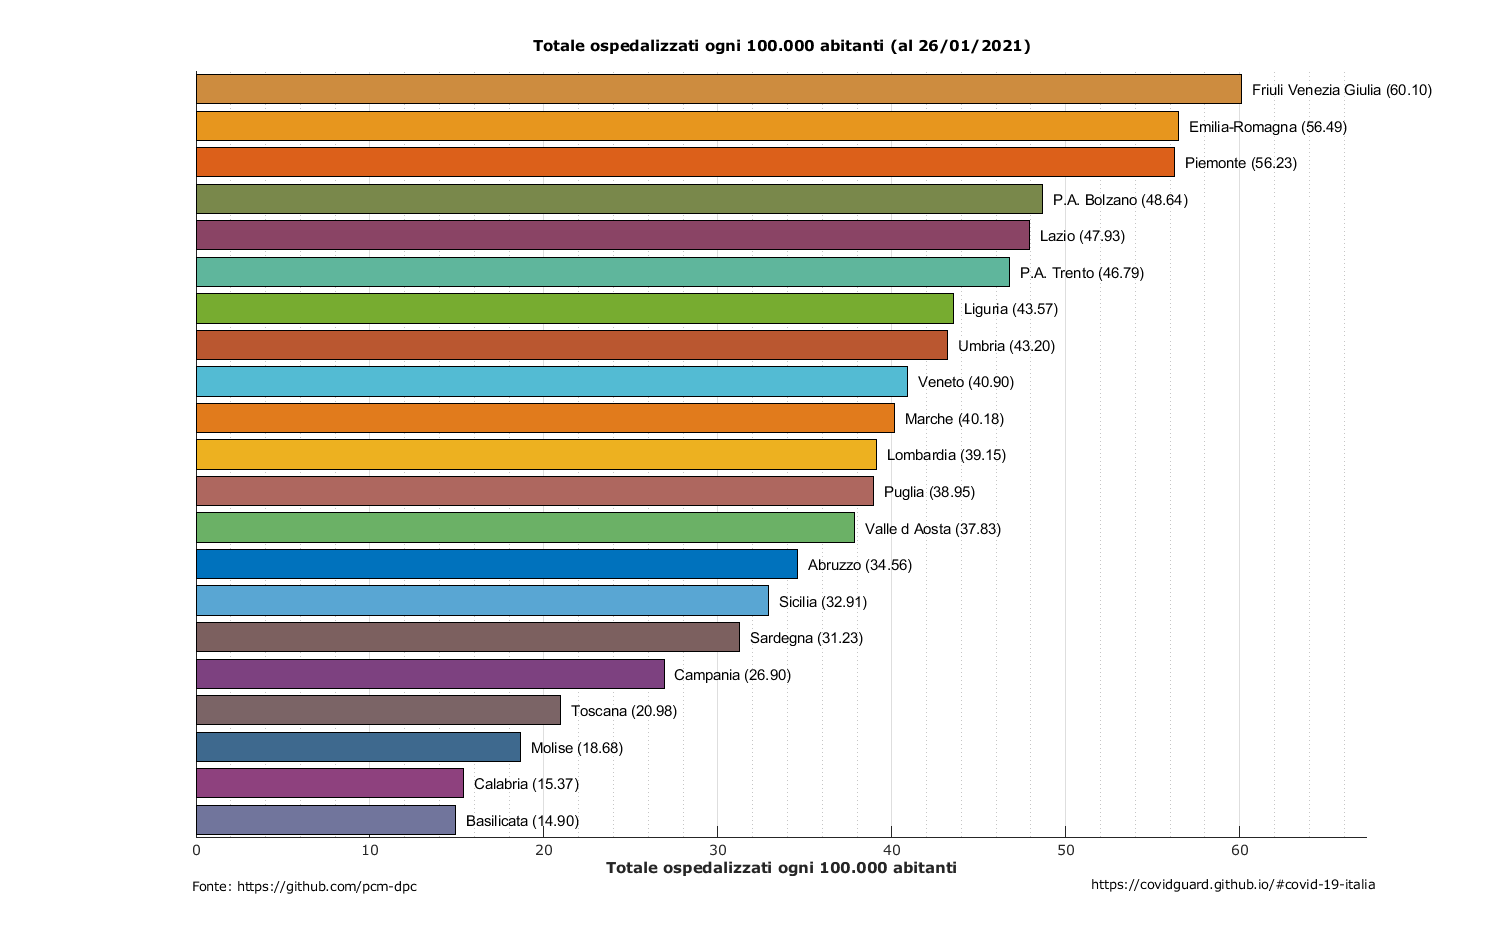 Totale ospedalizzati ogni 100.000 abitanti (al 26/01/2021)
Friuli Venezia Giulia (60.10)
Emilia-Romagna (56.49)
Piemonte (56.23)
P.A. Bolzano (48.64)
Lazio (47.93)
P.A. Trento (46.79)
Liguria (43.57)
Umbria (43.20)
Veneto (40.90)
Marche (40.18)
Lombardia (39.15)
Puglia (38.95)
Valle d Aosta (37.83)
Abruzzo (34.56)
Sicilia (32.91)
Sardegna (31.23)
Campania (26.90)
Toscana (20.98)
Molise (18.68)
Calabria (15.37)
Basilicata (14.90)
0 10 20 30 40 50 60
Totale ospedalizzati ogni 100.000 abitanti
Fonte: https://github.com/pcm-dpc
https://covidguard.github.io/#covid-19-italia